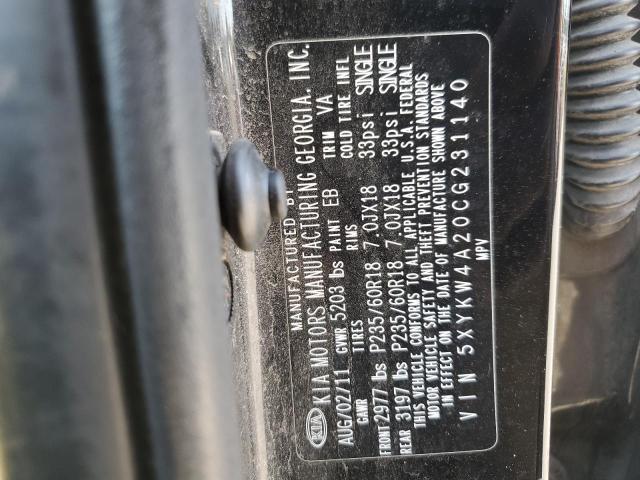 MANUFACTURED BY
KIA KIA MOTORS MANUFACTURING GEORGIA, INC.
AUG/02/11 GVWR 5203 lbs PAINT EB TRIM VA
GAWR TIRES RIMS COLD TIRE INFL
FRONT 2977 lbs P235/60R18 7.0JX18 33psi SINGLE
REAR 3197 lbs P235/60R18 7.0JX18 33psi SINGLE
THIS VEHICLE CONFORMS TO ALL APPLICABLE U.S.A. FEDERAL
MOTOR VEHICLE SAFETY AND THEFT PREVENTION STANDARDS
IN EFFECT ON THE DATE OF MANUFACTURE SHOWN ABOVE
VIN 5XYKW4A20CG231140
MPV